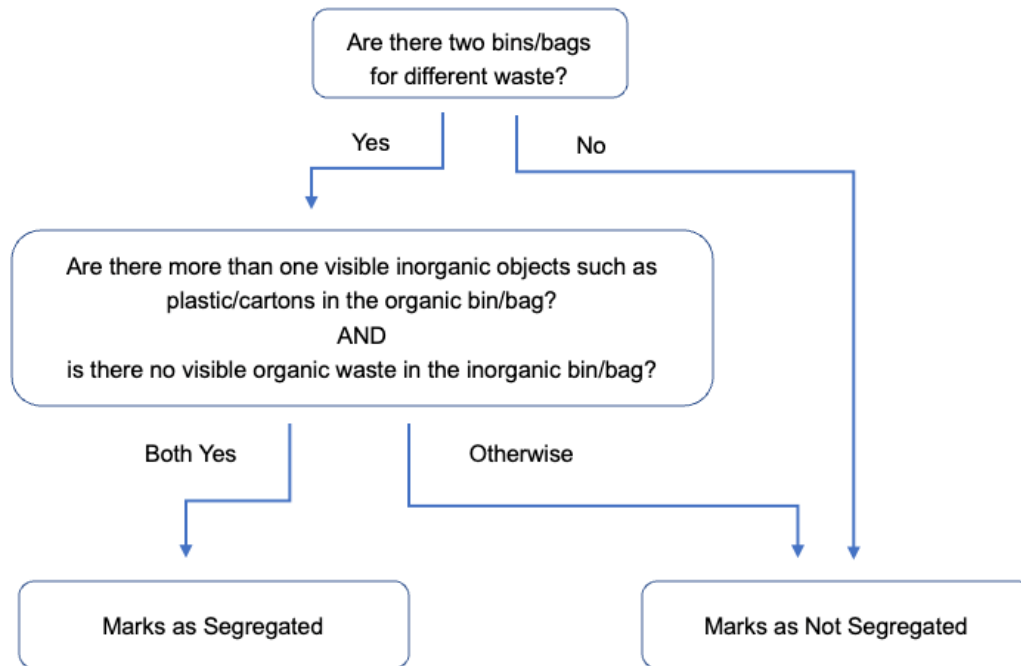 Are there two bins/bags
for different waste?
Yes
No
Are there more than one visible inorganic objects such as
plastic/cartons in the organic bin/bag?
AND
is there no visible organic waste in the inorganic bin/bag?
Both Yes
Otherwise
Marks as Segregated
Marks as Not Segregated